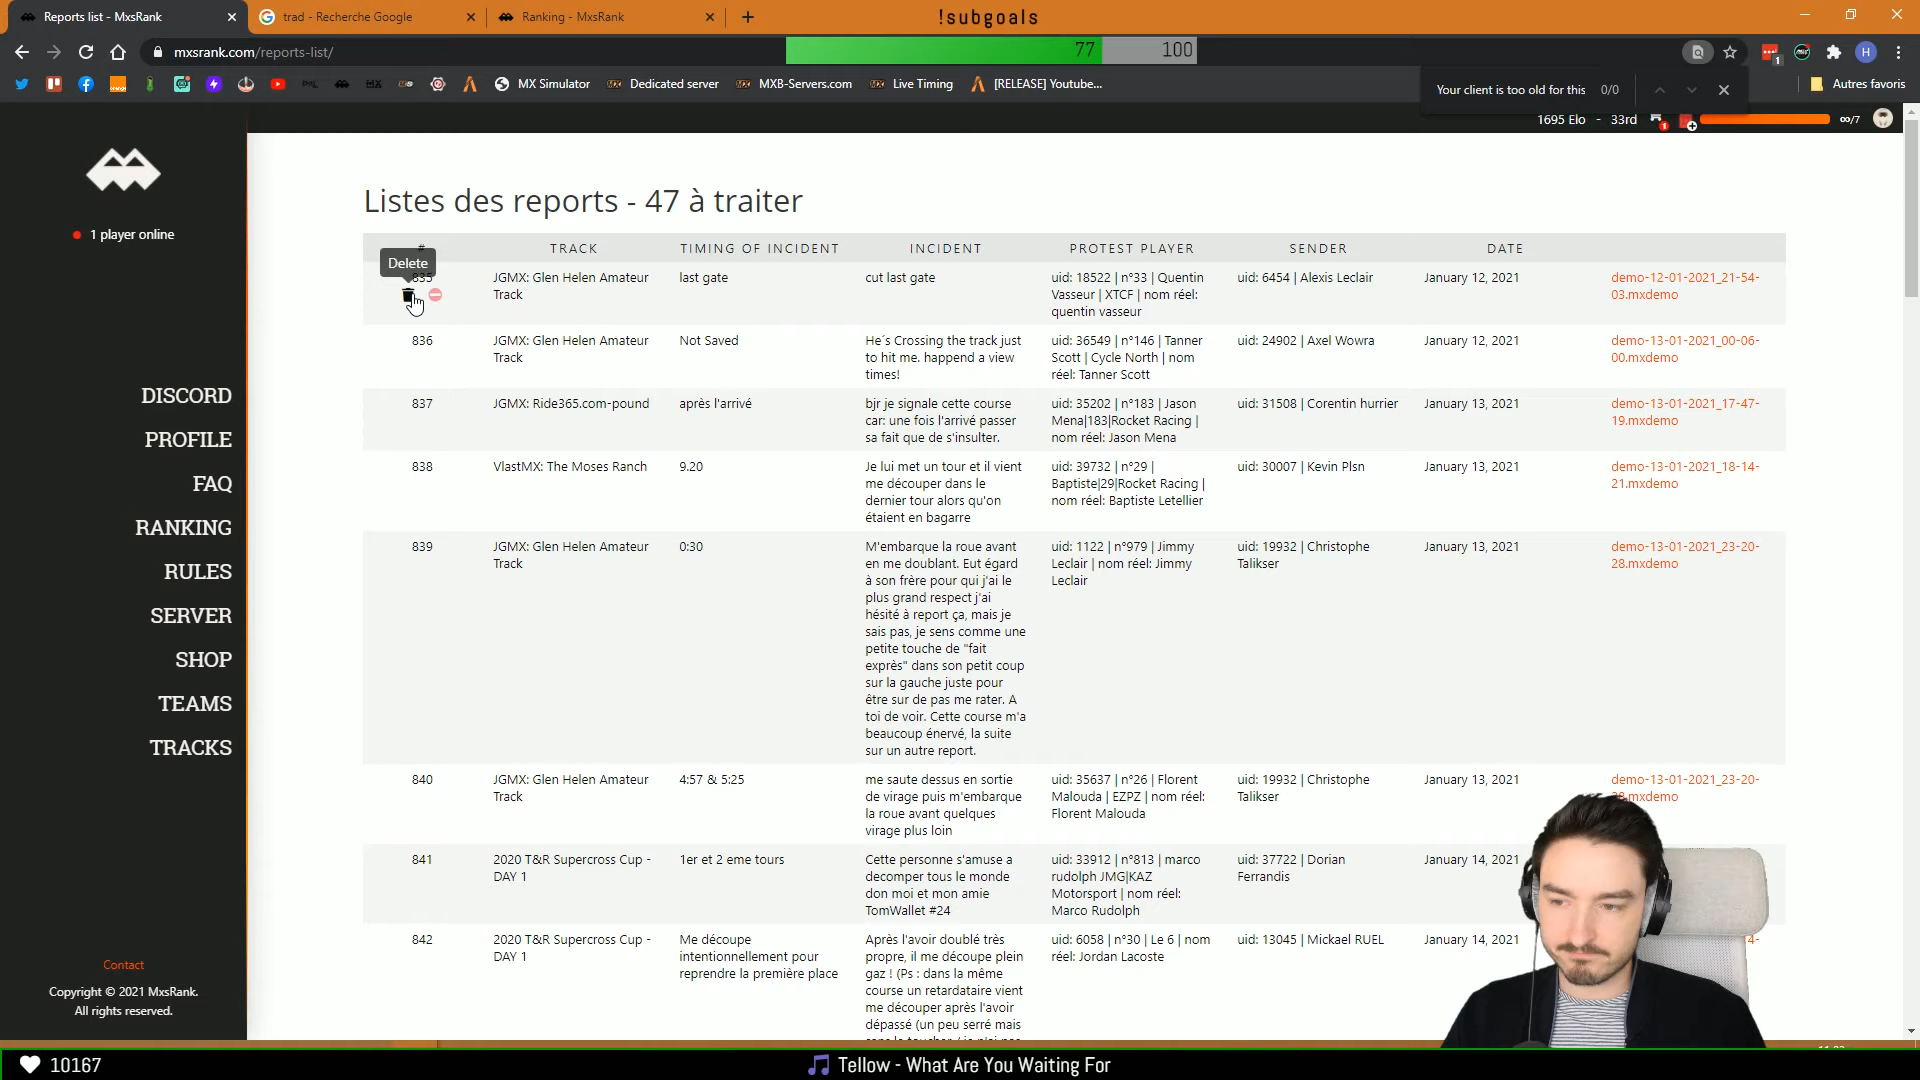 Reports list - MxsRank
trad - Recherche Google
Ranking - MxsRank
!subgoals
mxsrank.com/reports-list/
77
100
MX Simulator
Dedicated server
MXB-Servers.com
Live Timing
[RELEASE] Youtube...
Your client is too old for this 0/0
Autres favoris
1695 Elo - 33rd
∞/7
1 player online
DISCORD
PROFILE
FAQ
RANKING
RULES
SERVER
SHOP
TEAMS
TRACKS
Contact
Copyright © 2021 MxsRank.
All rights reserved.
Listes des reports - 47 à traiter
# TRACK TIMING OF INCIDENT INCIDENT PROTEST PLAYER SENDER DATE
Delete
835
JGMX: Glen Helen Amateur
Track
last gate
cut last gate
uid: 18522 | n°33 | Quentin
Vasseur | XTCF | nom réel:
quentin vasseur
uid: 6454 | Alexis Leclair
January 12, 2021
demo-12-01-2021_21-54-
03.mxdemo
836
JGMX: Glen Helen Amateur
Track
Not Saved
He´s Crossing the track just
to hit me. happend a view
times!
uid: 36549 | n°146 | Tanner
Scott | Cycle North | nom
réel: Tanner Scott
uid: 24902 | Axel Wowra
January 12, 2021
demo-13-01-2021_00-06-
00.mxdemo
837
JGMX: Ride365.com-pound
après l'arrivé
bjr je signale cette course
car: une fois l'arrivé passer
sa fait que de s'insulter.
uid: 35202 | n°183 | Jason
Mena|183|Rocket Racing |
nom réel: Jason Mena
uid: 31508 | Corentin hurrier
January 13, 2021
demo-13-01-2021_17-47-
19.mxdemo
838
VlastMX: The Moses Ranch
9.20
Je lui met un tour et il vient
me découper dans le
dernier tour alors qu'on
étaient en bagarre
uid: 39732 | n°29 |
Baptiste|29|Rocket Racing |
nom réel: Baptiste Letellier
uid: 30007 | Kevin Plsn
January 13, 2021
demo-13-01-2021_18-14-
21.mxdemo
839
JGMX: Glen Helen Amateur
Track
0:30
M'embarque la roue avant
en me doublant. Eut égard
à son frère pour qui j'ai le
plus grand respect j'ai
hésité à report ça, mais je
sais pas, je sens comme une
petite touche de "fait
exprès" dans son petit coup
sur la gauche juste pour
être sur de pas me rater. A
toi de voir. Cette course m'a
beaucoup énervé, la suite
sur un autre report.
uid: 1122 | n°979 | Jimmy
Leclair | nom réel: Jimmy
Leclair
uid: 19932 | Christophe
Talikser
January 13, 2021
demo-13-01-2021_23-20-
28.mxdemo
840
JGMX: Glen Helen Amateur
Track
4:57 & 5:25
me saute dessus en sortie
de virage puis m'embarque
la roue avant quelques
virage plus loin
uid: 35637 | n°26 | Florent
Malouda | EZPZ | nom réel:
Florent Malouda
uid: 19932 | Christophe
Talikser
January 13, 2021
demo-13-01-2021_23-20-
mxdemo
841
2020 T&R Supercross Cup -
DAY 1
1er et 2 eme tours
Cette personne s'amuse a
decomper tous le monde
don moi et mon amie
TomWallet #24
uid: 33912 | n°813 | marco
rudolph JMG|KAZ
Motorsport | nom réel:
Marco Rudolph
uid: 37722 | Dorian
Ferrandis
January 14, 2021
842
2020 T&R Supercross Cup -
DAY 1
Me découpe
intentionnellement pour
reprendre la première place
Après l'avoir doublé très
propre, il me découpe plein
gaz ! (Ps : dans la même
course un retardataire vient
me découper après l'avoir
dépassé (un peu serré mais
uid: 6058 | n°30 | Le 6 | nom
réel: Jordan Lacoste
uid: 13045 | Mickael RUEL
January 14, 2021
10167
Tellow - What Are You Waiting For